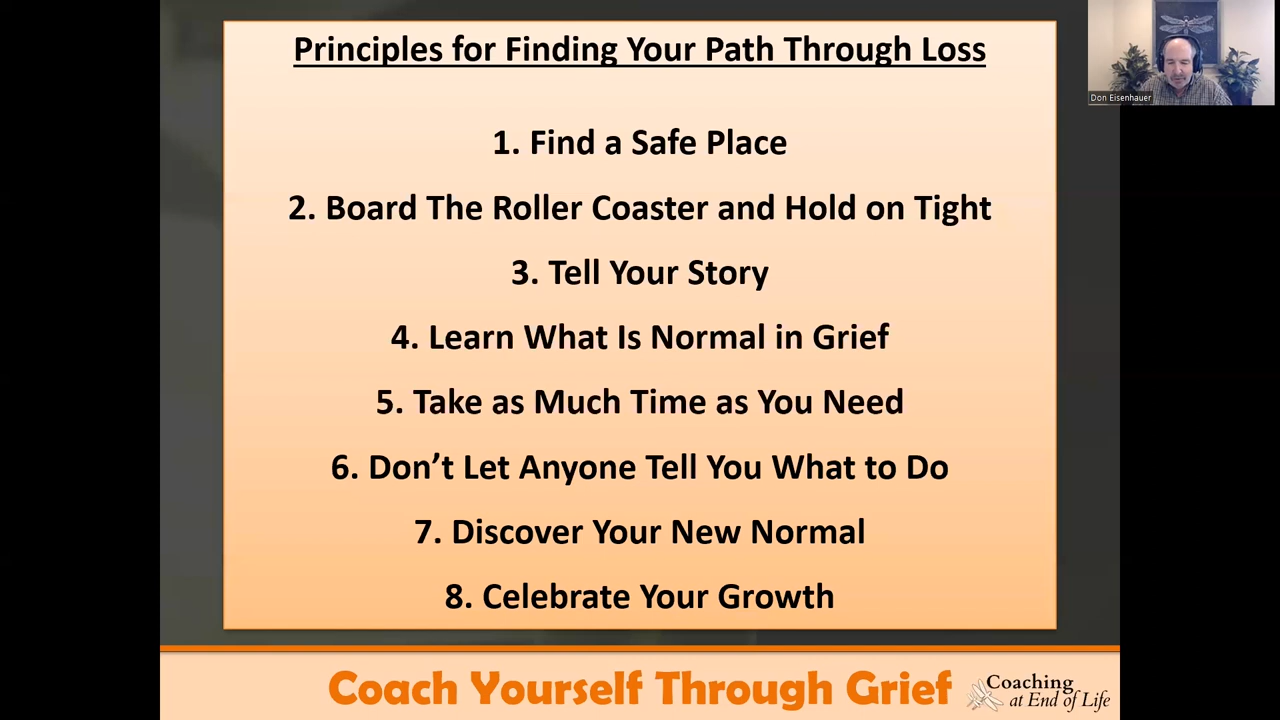 Principles for Finding Your Path Through Loss
1. Find a Safe Place
2. Board The Roller Coaster and Hold on Tight
3. Tell Your Story
4. Learn What Is Normal in Grief
5. Take as Much Time as You Need
6. Don’t Let Anyone Tell You What to Do
7. Discover Your New Normal
8. Celebrate Your Growth
Coach Yourself Through Grief
Coaching
at End of Life
Don Eisenhauer